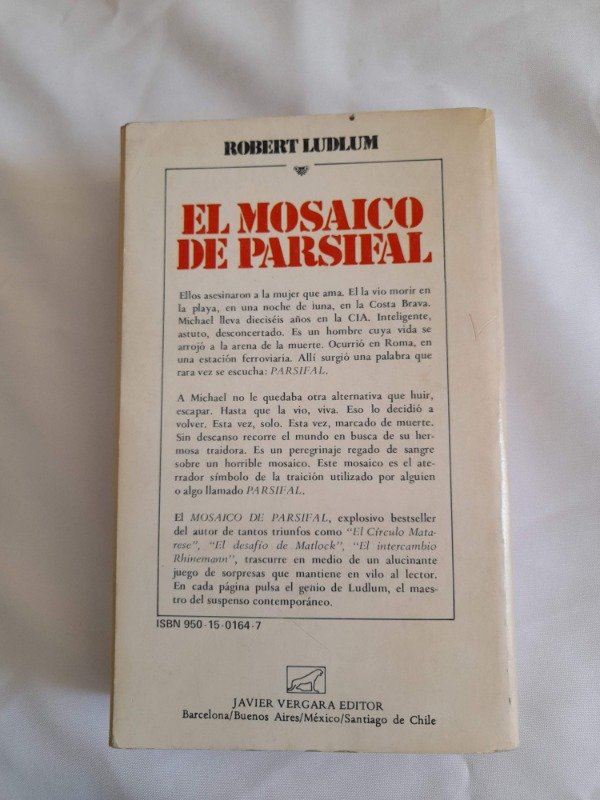 ROBERT LUDLUM
EL MOSAICO
DE PARSIFAL
Ellos asesinaron a la mujer que ama. El la vio morir en
la playa, en una noche de luna, en la Costa Brava.
Michael lleva dieciséis años en la CIA. Inteligente,
astuto, desconcertado. Es un hombre cuya vida se
arrojó a la arena de la muerte. Ocurrió en Roma, en
una estación ferroviaria. Allí surgió una palabra que
rara vez se escucha: PARSIFAL.
A Michael no le quedaba otra alternativa que huir,
escapar. Hasta que la vio, viva. Eso lo decidió a
volver. Esta vez, solo. Esta vez, marcado de muerte.
Sin descanso recorre el mundo en busca de su her-
mosa traidora. Es un peregrinaje regado de sangre
sobre un horrible mosaico. Este mosaico es el ate-
rrador símbolo de la traición utilizado por alguien
o algo llamado PARSIFAL.
El MOSAICO DE PARSIFAL, explosivo bestseller
del autor de tantos triunfos como "El Círculo Mata-
rese", "El desafío de Matlock", "El intercambio
Rhinemann", trascurre en medio de un alucinante
juego de sorpresas que mantiene en vilo al lector.
En cada página pulsa el genio de Ludlum, el maes-
tro del suspenso contemporáneo.
ISBN 950-15-0164-7
JAVIER VERGARA EDITOR
Barcelona/Buenos Aires/México/Santiago de Chile